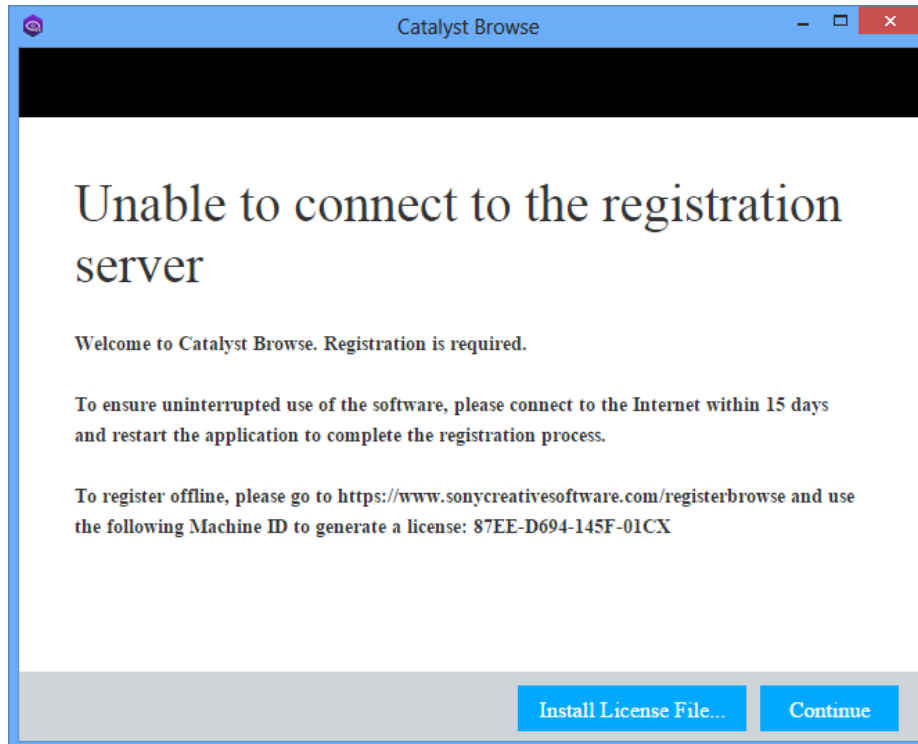 Catalyst Browse
Unable to connect to the registration
server
Welcome to Catalyst Browse. Registration is required.
To ensure uninterrupted use of the software, please connect to the Internet within 15 days
and restart the application to complete the registration process.
To register offline, please go to https://www.sonycreativesoftware.com/registerbrowse and use
the following Machine ID to generate a license: 87EE-D694-145F-01CX
Install License File... Continue